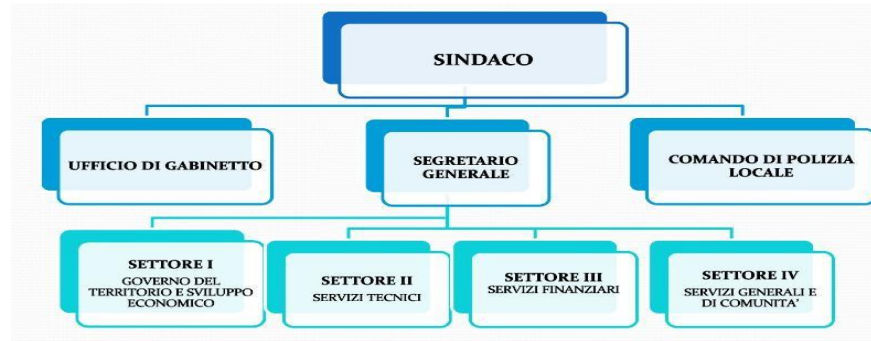 SINDACO
UFFICIO DI GABINETTO
SEGRETARIO
GENERALE
COMANDO DI POLIZIA
LOCALE
SETTORE I
GOVERNO DEL
TERRITORIO E SVILUPPO
ECONOMICO
SETTORE II
SERVIZI TECNICI
SETTORE III
SERVIZI FINANZIARI
SETTORE IV
SERVIZI GENERALI E
DI COMUNITA’